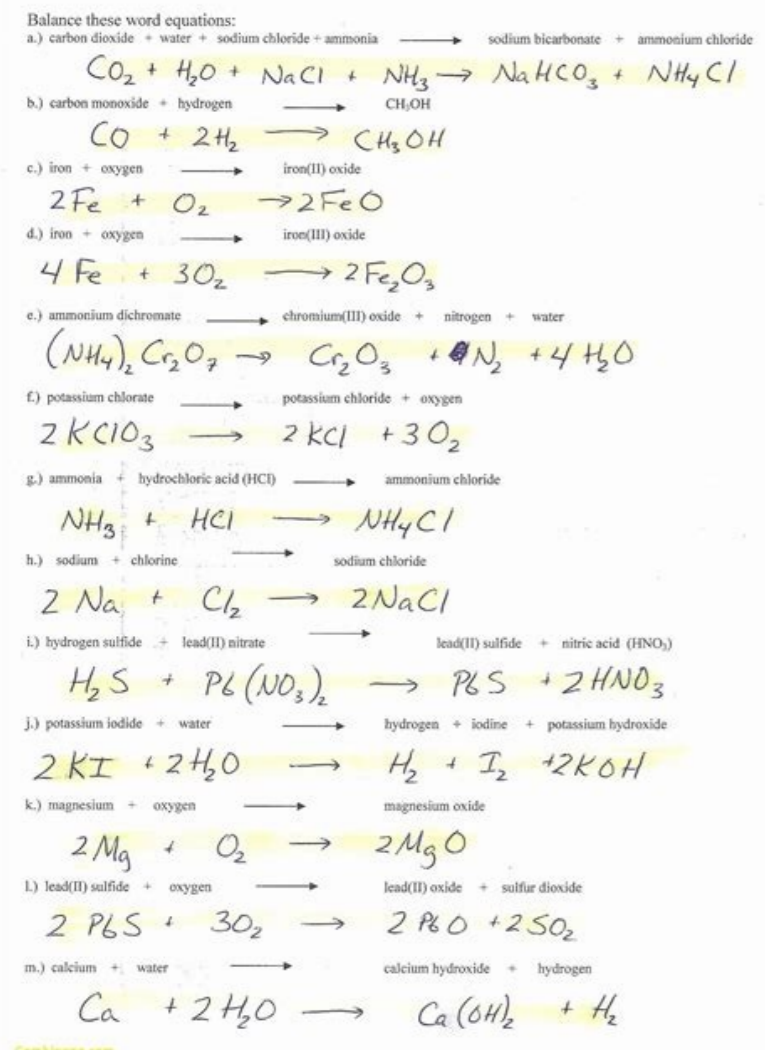 Balance these word equations:
a.) carbon dioxide + water + sodium chloride + ammonia ⟶ sodium bicarbonate + ammonium chloride
CO₂ + H₂O + NaCl + NH₃ → NaHCO₃ + NH₄Cl
b.) carbon monoxide + hydrogen ⟶ CH₃OH
CO + 2H₂ ⟶ CH₃OH
c.) iron + oxygen ⟶ iron(II) oxide
2Fe + O₂ → 2FeO
d.) iron + oxygen ⟶ iron(III) oxide
4Fe + 3O₂ ⟶ 2Fe₂O₃
e.) ammonium dichromate ⟶ chromium(III) oxide + nitrogen + water
(NH₄)₂Cr₂O₇ → Cr₂O₃ + N₂ + 4H₂O
f.) potassium chlorate ⟶ potassium chloride + oxygen
2KClO₃ ⟶ 2KCl + 3O₂
g.) ammonia + hydrochloric acid (HCl) ⟶ ammonium chloride
NH₃ + HCl ⟶ NH₄Cl
h.) sodium + chlorine ⟶ sodium chloride
2Na + Cl₂ ⟶ 2NaCl
i.) hydrogen sulfide + lead(II) nitrate ⟶ lead(II) sulfide + nitric acid (HNO₃)
H₂S + Pb(NO₃)₂ ⟶ PbS + 2HNO₃
j.) potassium iodide + water ⟶ hydrogen + iodine + potassium hydroxide
2KI + 2H₂O ⟶ H₂ + I₂ + 2KOH
k.) magnesium + oxygen ⟶ magnesium oxide
2Mg + O₂ ⟶ 2MgO
l.) lead(II) sulfide + oxygen ⟶ lead(II) oxide + sulfur dioxide
2PbS + 3O₂ ⟶ 2PbO + 2SO₂
m.) calcium + water ⟶ calcium hydroxide + hydrogen
Ca + 2H₂O ⟶ Ca(OH)₂ + H₂